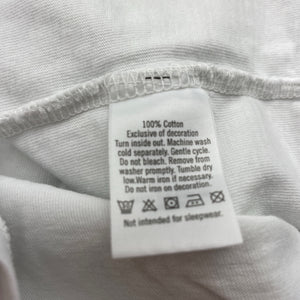 100% Cotton
Exclusive of decoration
Turn inside out. Machine wash
cold separately. Gentle cycle.
Do not bleach. Remove from
washer promptly. Tumble dry
low. Warm iron if necessary.
Do not iron on decoration.
Not intended for sleepwear.